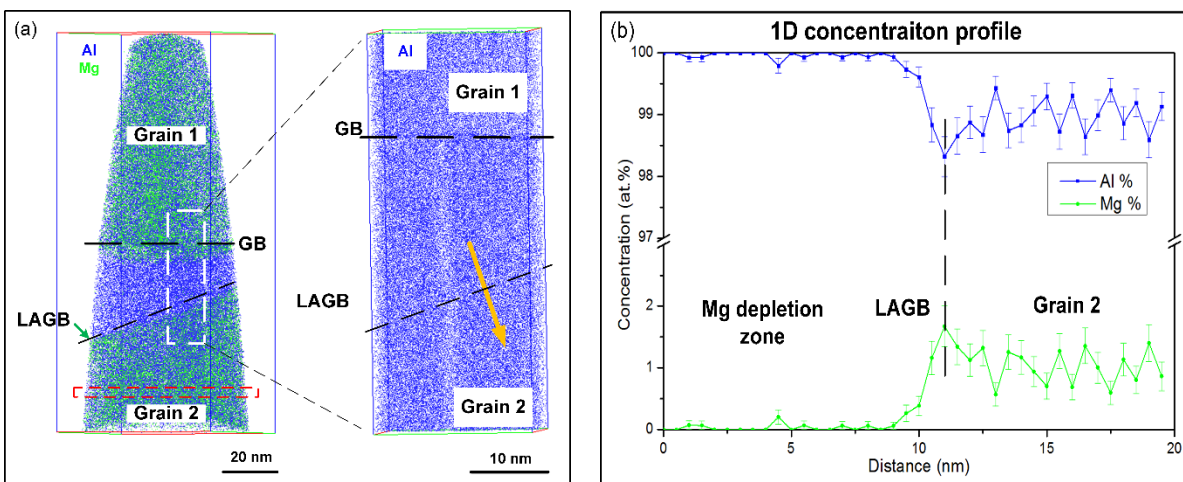 (a)
Al
Mg
Grain 1
GB
LAGB
Grain 2
20 nm
Al
Grain 1
GB
LAGB
Grain 2
10 nm
(b)
1D concentraiton profile
Concentration (at.%)
100
99
98
97
2
1
0
Al %
Mg %
Mg depletion
zone
LAGB
Grain 2
0 5 10 15 20
Distance (nm)